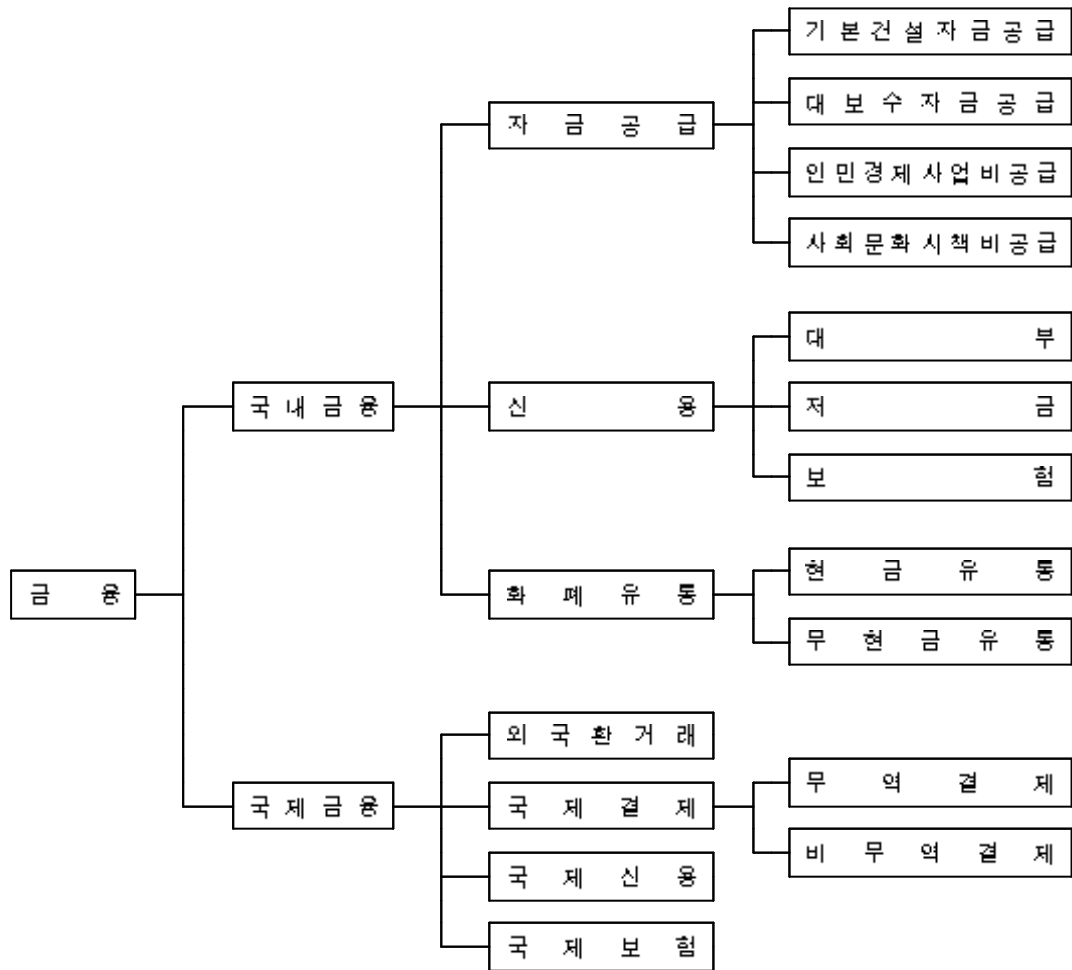 금융
국내금융
자금공급
기본건설자금공급
대보수자금공급
인민경제사업비공급
사회문화시책비공급
신용
대부
저금
보험
화폐유통
현금유통
무현금유통
국제금융
외국환거래
국제결제
무역결제
비무역결제
국제신용
국제보험